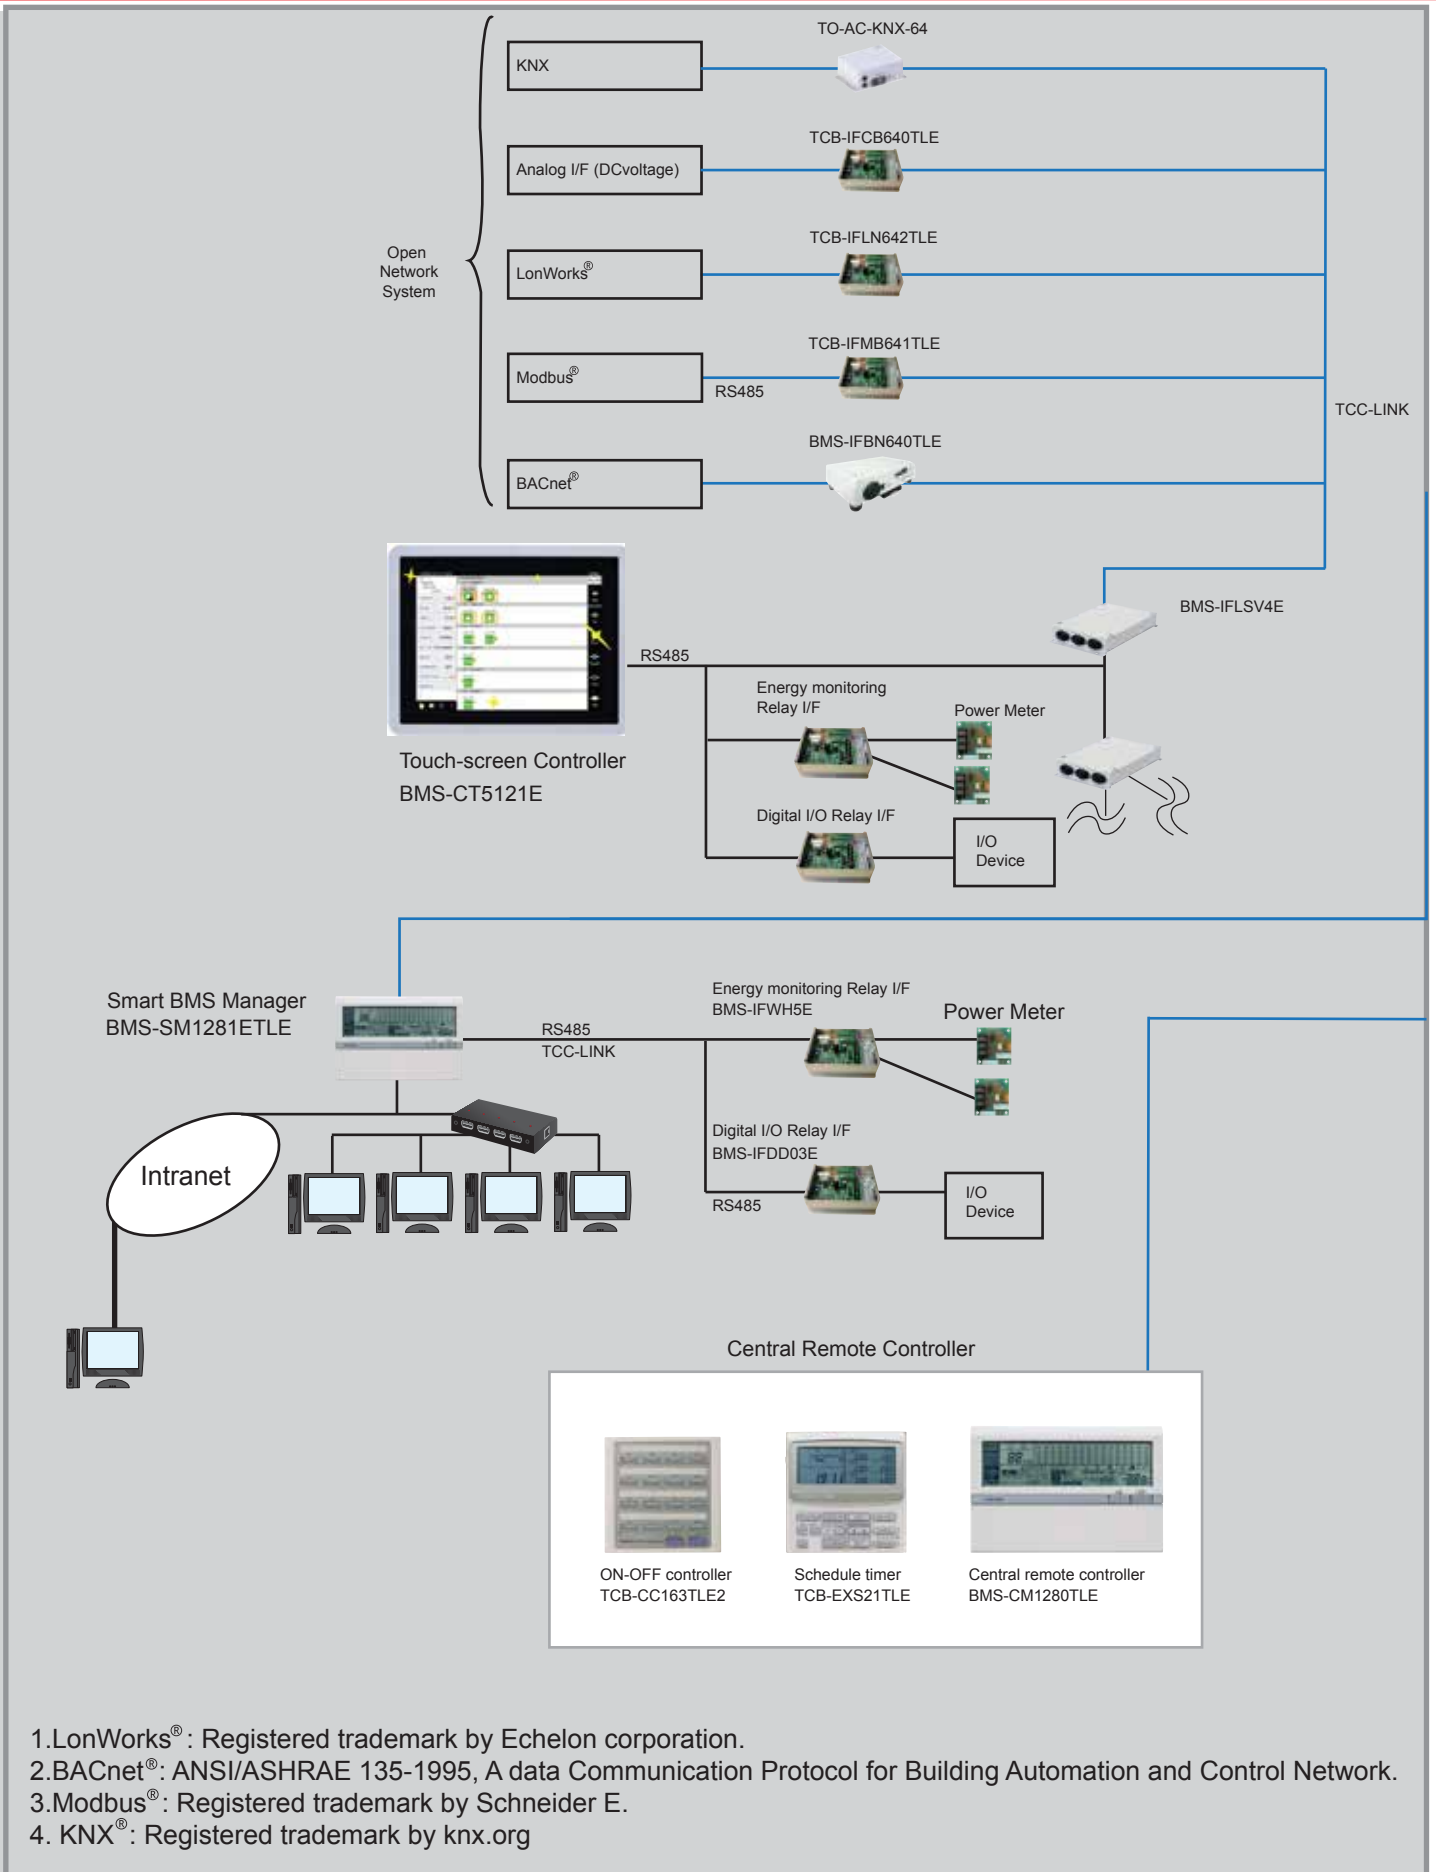 TO-AC-KNX-64
KNX
TCB-IFCB640TLE
Analog I/F (DCvoltage)
TCB-IFLN642TLE
Open
Network
System
LonWorks®
TCB-IFMB641TLE
Modbus®
RS485
TCC-LINK
BMS-IFBN640TLE
BACnet®
BMS-IFLSV4E
RS485
Energy monitoring
Relay I/F
Power Meter
Touch-screen Controller
BMS-CT5121E
Digital I/O Relay I/F
I/O
Device
Smart BMS Manager
BMS-SM1281ETLE
RS485
TCC-LINK
Energy monitoring Relay I/F
BMS-IFWH5E
Power Meter
Intranet
Digital I/O Relay I/F
BMS-IFDD03E
RS485
I/O
Device
Central Remote Controller
ON-OFF controller
TCB-CC163TLE2
Schedule timer
TCB-EXS21TLE
Central remote controller
BMS-CM1280TLE
1.LonWorks® : Registered trademark by Echelon corporation.
2.BACnet®: ANSI/ASHRAE 135-1995, A data Communication Protocol for Building Automation and Control Network.
3.Modbus® : Registered trademark by Schneider E.
4. KNX® : Registered trademark by knx.org